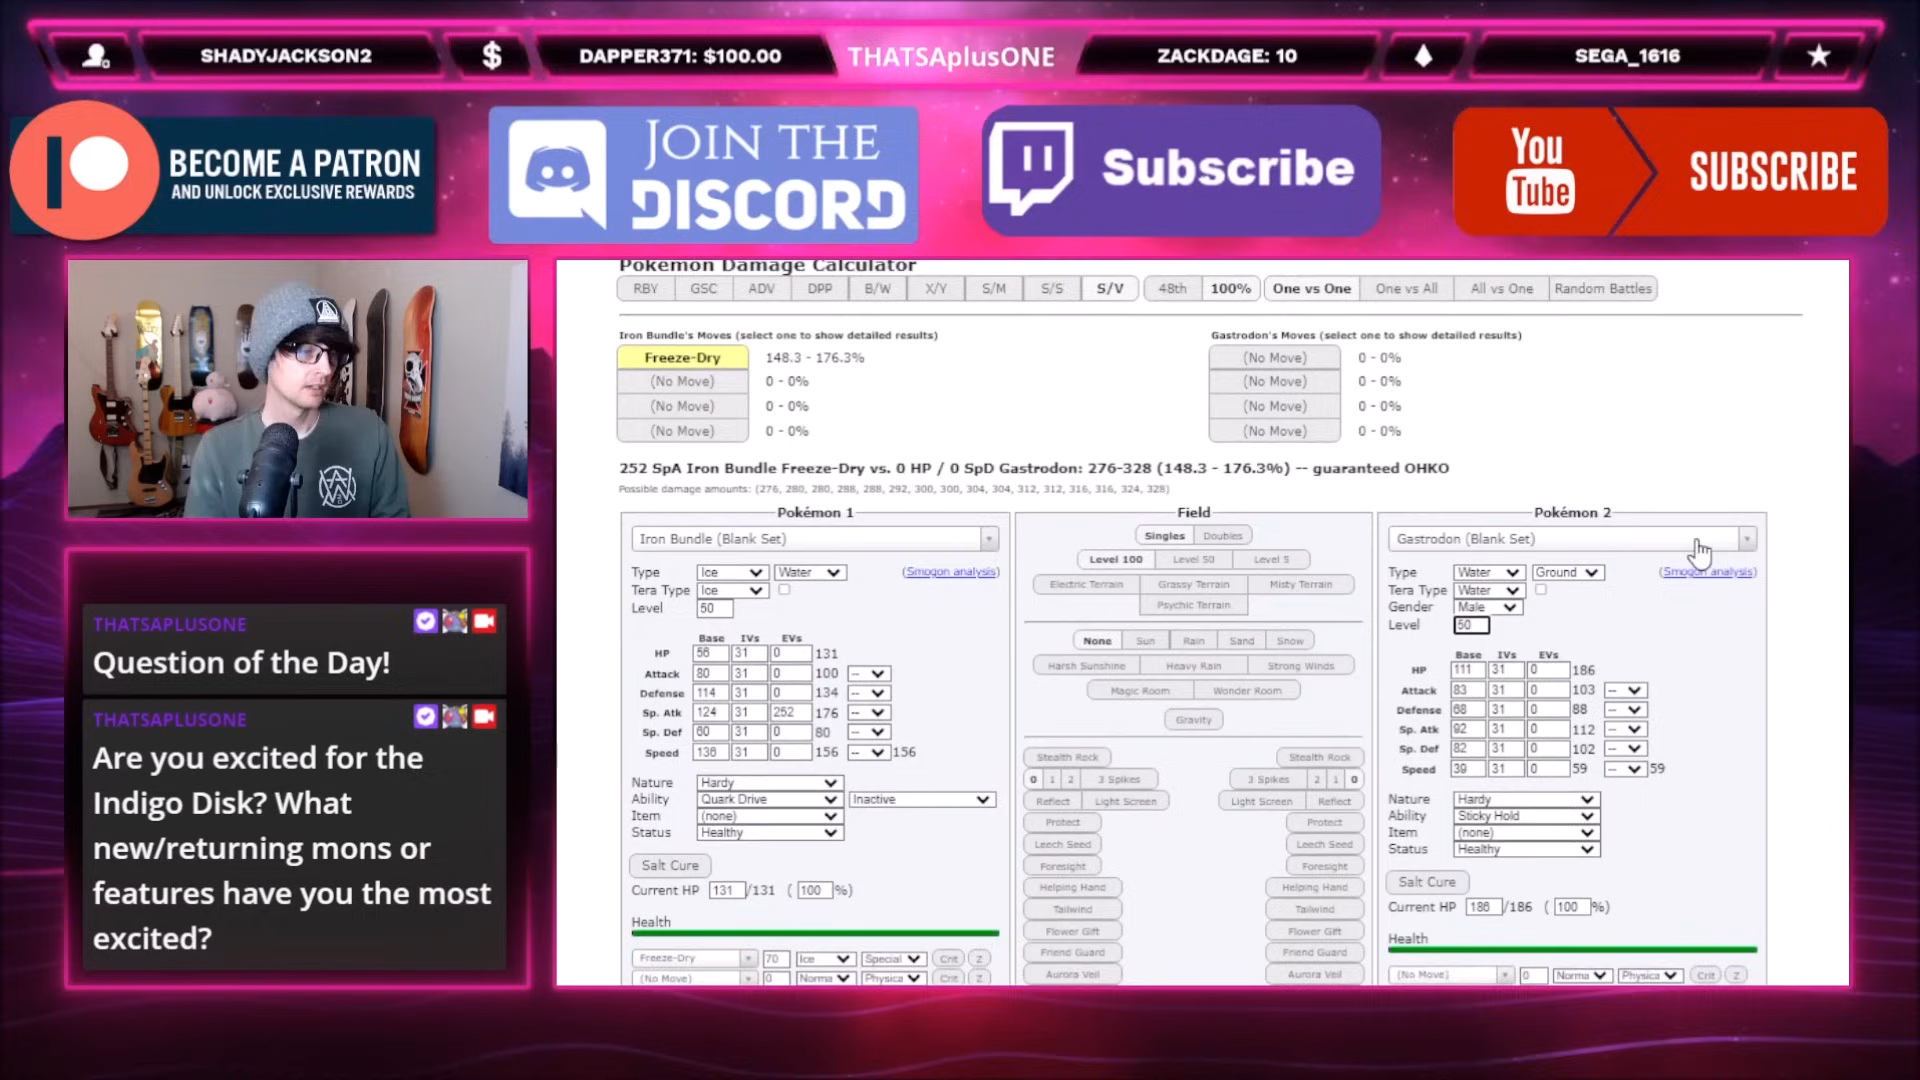 SHADYJACKSON2
$
DAPPER371: $100.00
THATSAplusONE
ZACKDAGE: 10
SEGA_1616
BECOME A PATRON
AND UNLOCK EXCLUSIVE REWARDS
JOIN THE
DISCORD
Subscribe
You
Tube
SUBSCRIBE
Pokemon Damage Calculator
RBY GSC ADV DPP B/W X/Y S/M S/S S/V 48th 100% One vs One One vs All All vs One Random Battles
Iron Bundle's Moves (select one to show detailed results)
Freeze-Dry 148.3 - 176.3%
(No Move) 0 - 0%
(No Move) 0 - 0%
(No Move) 0 - 0%
Gastrodon's Moves (select one to show detailed results)
(No Move) 0 - 0%
(No Move) 0 - 0%
(No Move) 0 - 0%
(No Move) 0 - 0%
252 SpA Iron Bundle Freeze-Dry vs. 0 HP / 0 SpD Gastrodon: 276-328 (148.3 - 176.3%) -- guaranteed OHKO
Possible damage amounts: (276, 280, 280, 288, 288, 292, 300, 300, 304, 304, 312, 312, 316, 316, 324, 328)
Pokémon 1
Iron Bundle (Blank Set)
Type Ice Water (Smogon analysis)
Tera Type Ice
Level 50
Base IVs EVs
HP 56 31 0 131
Attack 80 31 0 100 --
Defense 114 31 0 134 --
Sp. Atk 124 31 252 176 --
Sp. Def 60 31 0 80 --
Speed 136 31 0 156 -- 156
Nature Hardy
Ability Quark Drive Inactive
Item (none)
Status Healthy
Salt Cure
Current HP 131 /131 ( 100 %)
Health
Freeze-Dry 70 Ice Special Crit Z
(No Move) 0 Norma Physica Crit Z
Field
Singles Doubles
Level 100 Level 50 Level 5
Electric Terrain Grassy Terrain Misty Terrain
Psychic Terrain
None Sun Rain Sand Snow
Harsh Sunshine Heavy Rain Strong Winds
Magic Room Wonder Room
Gravity
Stealth Rock Stealth Rock
0 1 2 3 Spikes 3 Spikes 2 1 0
Reflect Light Screen Light Screen Reflect
Protect Protect
Leech Seed Leech Seed
Foresight Foresight
Helping Hand Helping Hand
Tailwind Tailwind
Flower Gift Flower Gift
Friend Guard Friend Guard
Aurora Veil Aurora Veil
Pokémon 2
Gastrodon (Blank Set)
Type Water Ground (Smogon analysis)
Tera Type Water
Gender Male
Level 50
Base IVs EVs
HP 111 31 0 186
Attack 83 31 0 103 --
Defense 68 31 0 88 --
Sp. Atk 92 31 0 112 --
Sp. Def 82 31 0 102 --
Speed 39 31 0 59 -- 59
Nature Hardy
Ability Sticky Hold
Item (none)
Status Healthy
Salt Cure
Current HP 186 /186 ( 100 %)
Health
(No Move) 0 Norma Physica Crit Z
THATSAPLUSONE
Question of the Day!
THATSAPLUSONE
Are you excited for the
Indigo Disk? What
new/returning mons or
features have you the most
excited?